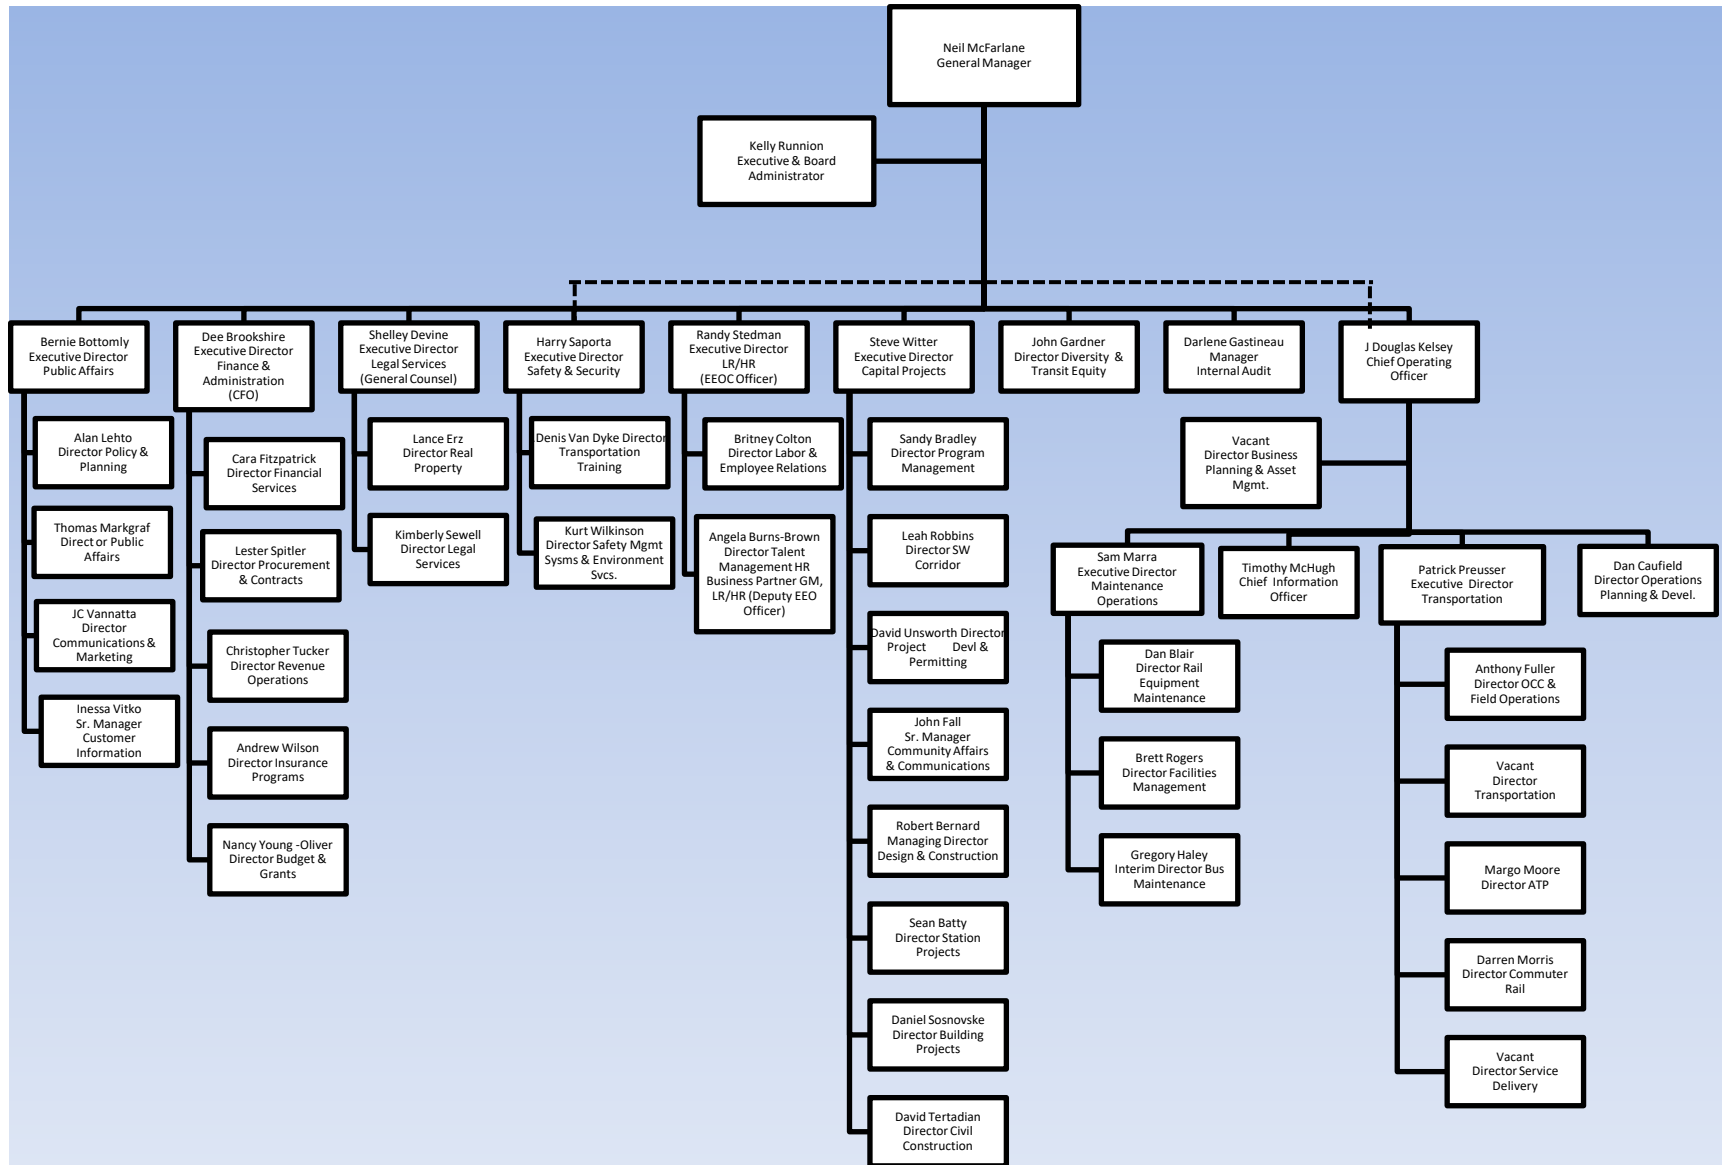 Neil McFarlane
General Manager
Kelly Runnion
Executive & Board
Administrator
Bernie Bottomly
Executive Director
Public Affairs
Dee Brookshire
Executive Director
Finance &
Administration
(CFO)
Shelley Devine
Executive Director
Legal Services
(General Counsel)
Harry Saporta
Executive Director
Safety & Security
Randy Stedman
Executive Director
LR/HR
(EEOC Officer)
Steve Witter
Executive Director
Capital Projects
John Gardner
Director Diversity &
Transit Equity
Darlene Gastineau
Manager
Internal Audit
J Douglas Kelsey
Chief Operating
Officer
Alan Lehto
Director Policy &
Planning
Thomas Markgraf
Direct or Public
Affairs
JC Vannatta
Director
Communications &
Marketing
Inessa Vitko
Sr. Manager
Customer
Information
Cara Fitzpatrick
Director Financial
Services
Lester Spitler
Director Procurement
& Contracts
Christopher Tucker
Director Revenue
Operations
Andrew Wilson
Director Insurance
Programs
Nancy Young -Oliver
Director Budget &
Grants
Lance Erz
Director Real
Property
Kimberly Sewell
Director Legal
Services
.Denis Van Dyke Director
Transportation
Training
Kurt Wilkinson
Director Safety Mgmt
Sysms & Environment
Svcs.
Britney Colton
Director Labor &
Employee Relations
Angela Burns-Brown
Director Talent
Management HR
Business Partner GM,
LR/HR (Deputy EEO
Officer)
Sandy Bradley
Director Program
Management
Leah Robbins
Director SW
Corridor
David Unsworth Director
Project Devl &
Permitting
John Fall
Sr. Manager
Community Affairs
& Communications
Robert Bernard
Managing Director
Design & Construction
Sean Batty
Director Station
Projects
Daniel Sosnovske
Director Building
Projects
David Tertadian
Director Civil
Construction
Vacant
Director Business
Planning & Asset
Mgmt.
Sam Marra
Executive Director
Maintenance
Operations
Timothy McHugh
Chief Information
Officer
Patrick Preusser
Executive Director
Transportation
Dan Caufield
Director Operations
Planning & Devel.
Dan Blair
Director Rail
Equipment
Maintenance
Brett Rogers
Director Facilities
Management
Gregory Haley
Interim Director Bus
Maintenance
Anthony Fuller
Director OCC &
Field Operations
Vacant
Director
Transportation
Margo Moore
Director ATP
Darren Morris
Director Commuter
Rail
Vacant
Director Service
Delivery